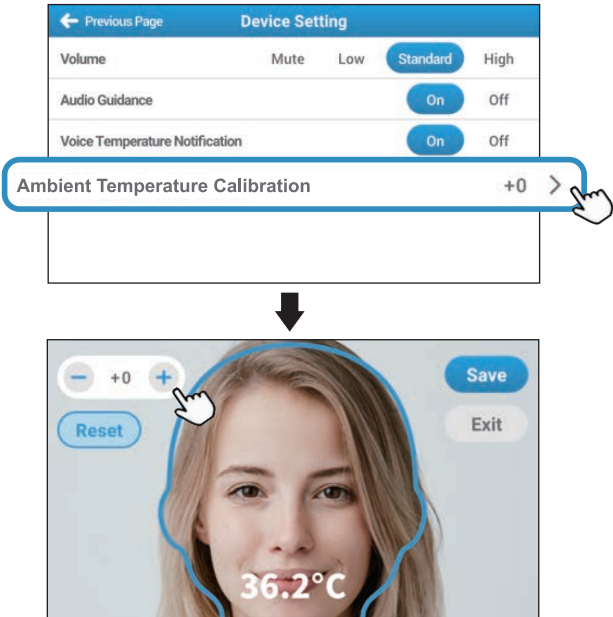 Previous Page Device Setting
Volume Mute Low Standard High
Audio Guidance On Off
Voice Temperature Notification On Off
Ambient Temperature Calibration +0
− +0 + Save
Reset Exit
36.2°C